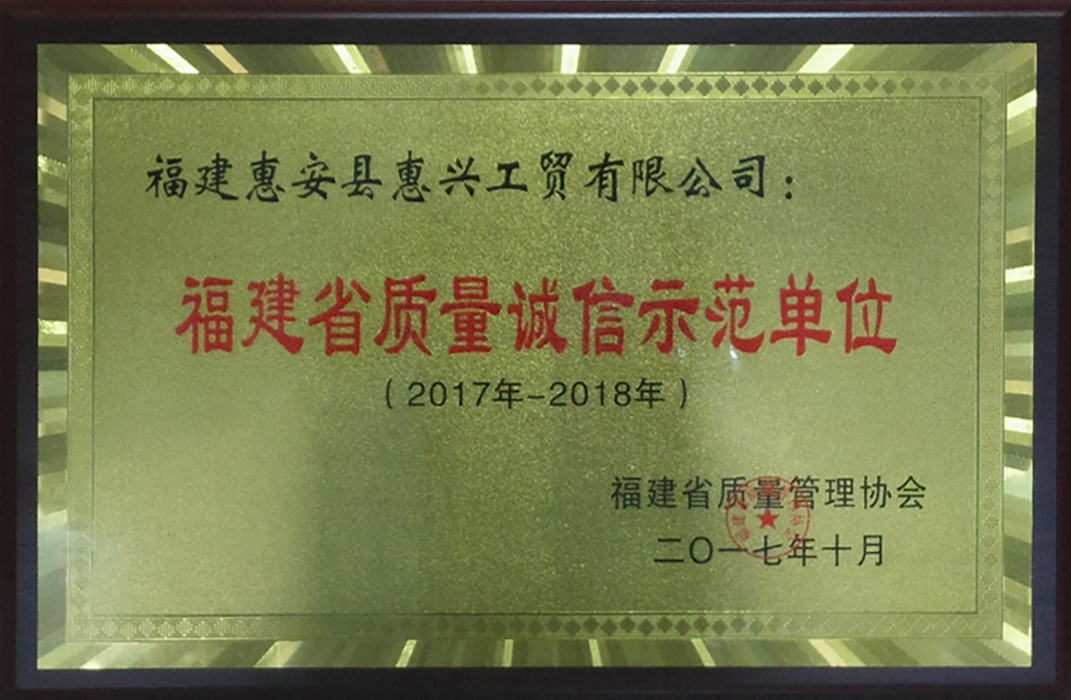 福建惠安县惠兴工贸有限公司：
福建省质量诚信示范单位
（2017年-2018年）
福建省质量管理协会
二〇一七年十月